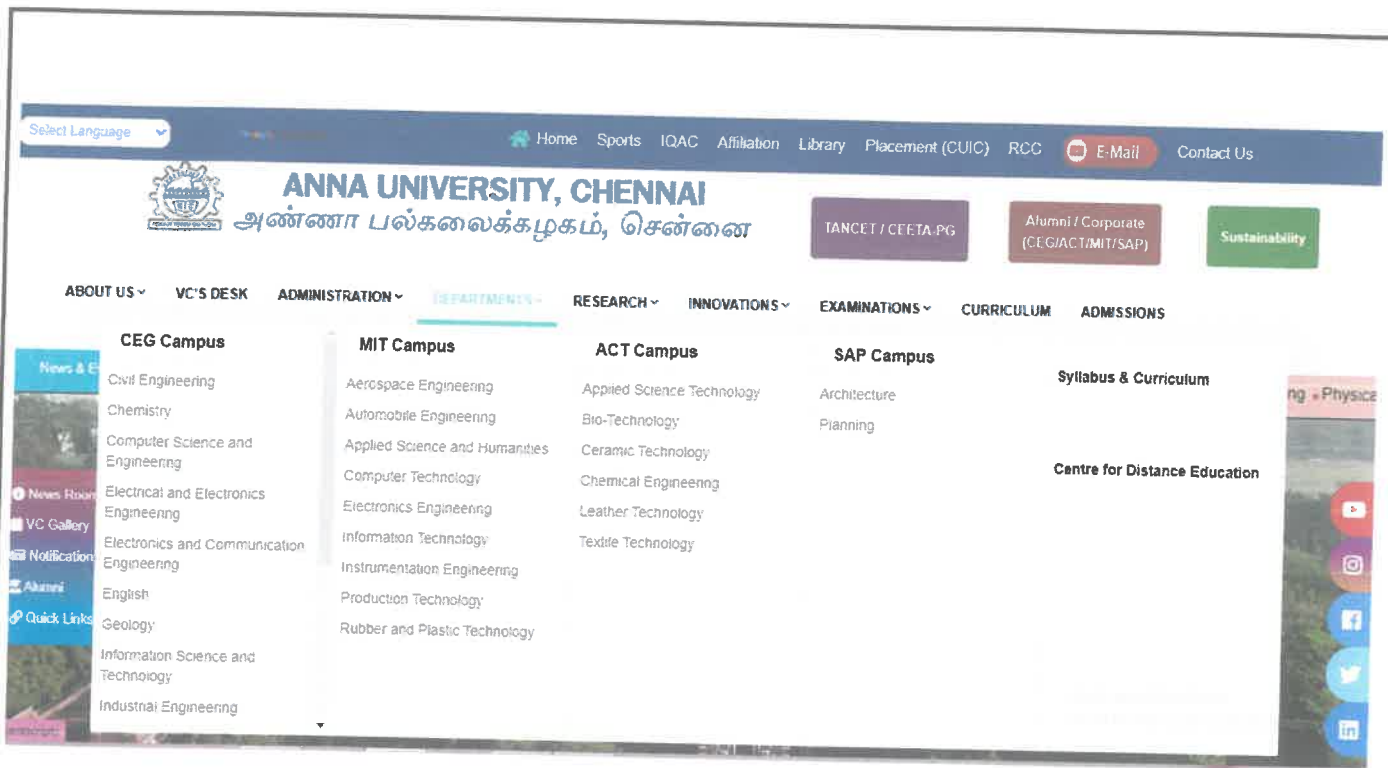 Select Language
Home Sports IQAC Affiliation Library Placement (CUIC) RCC E-Mail Contact Us
ANNA UNIVERSITY, CHENNAI
அண்ணா பல்கலைக்கழகம், சென்னை
TANCET / CEETA-PG
Alumni / Corporate
(CEG/ACT/MIT/SAP)
Sustainability
ABOUT US VC'S DESK ADMINISTRATION DEPARTMENTS RESEARCH INNOVATIONS EXAMINATIONS CURRICULUM ADMISSIONS
News & E
CEG Campus
Civil Engineering
Chemistry
Computer Science and
Engineering
Electrical and Electronics
Engineering
Electronics and Communication
Engineering
English
Geology
Information Science and
Technology
Industrial Engineering
MIT Campus
Aerospace Engineering
Automobile Engineering
Applied Science and Humanities
Computer Technology
Electronics Engineering
Information Technology
Instrumentation Engineering
Production Technology
Rubber and Plastic Technology
ACT Campus
Applied Science Technology
Bio-Technology
Ceramic Technology
Chemical Engineering
Leather Technology
Textile Technology
SAP Campus
Architecture
Planning
Syllabus & Curriculum
Centre for Distance Education
ng Physica
News Room
VC Gallery
Notification
Alumni
Quick Links